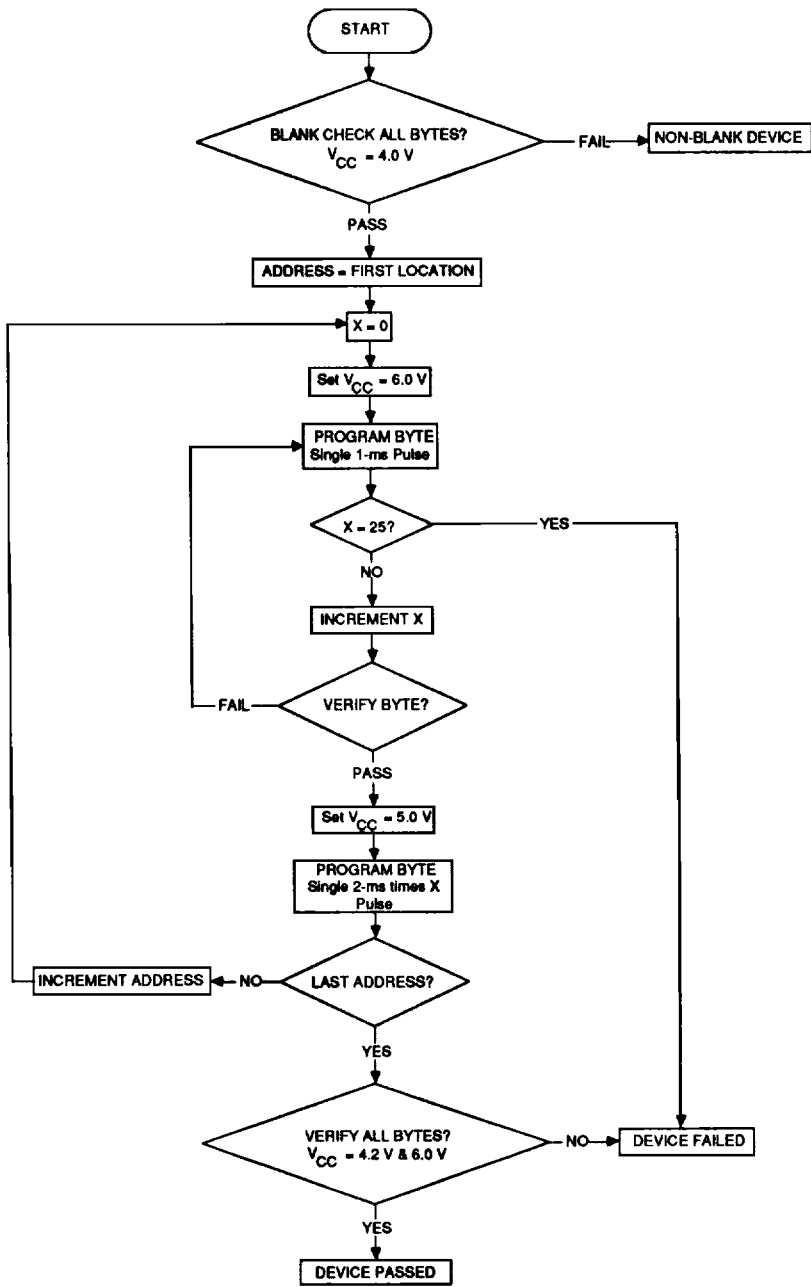 START
BLANK CHECK ALL BYTES?
VCC = 4.0 V
FAIL
NON-BLANK DEVICE
PASS
ADDRESS = FIRST LOCATION
X = 0
Set VCC = 6.0 V
PROGRAM BYTE
Single 1-ms Pulse
X = 25?
YES
NO
INCREMENT X
VERIFY BYTE?
FAIL
PASS
Set VCC = 5.0 V
PROGRAM BYTE
Single 2-ms times X
Pulse
LAST ADDRESS?
NO
INCREMENT ADDRESS
YES
VERIFY ALL BYTES?
VCC = 4.2 V & 6.0 V
NO
DEVICE FAILED
YES
DEVICE PASSED